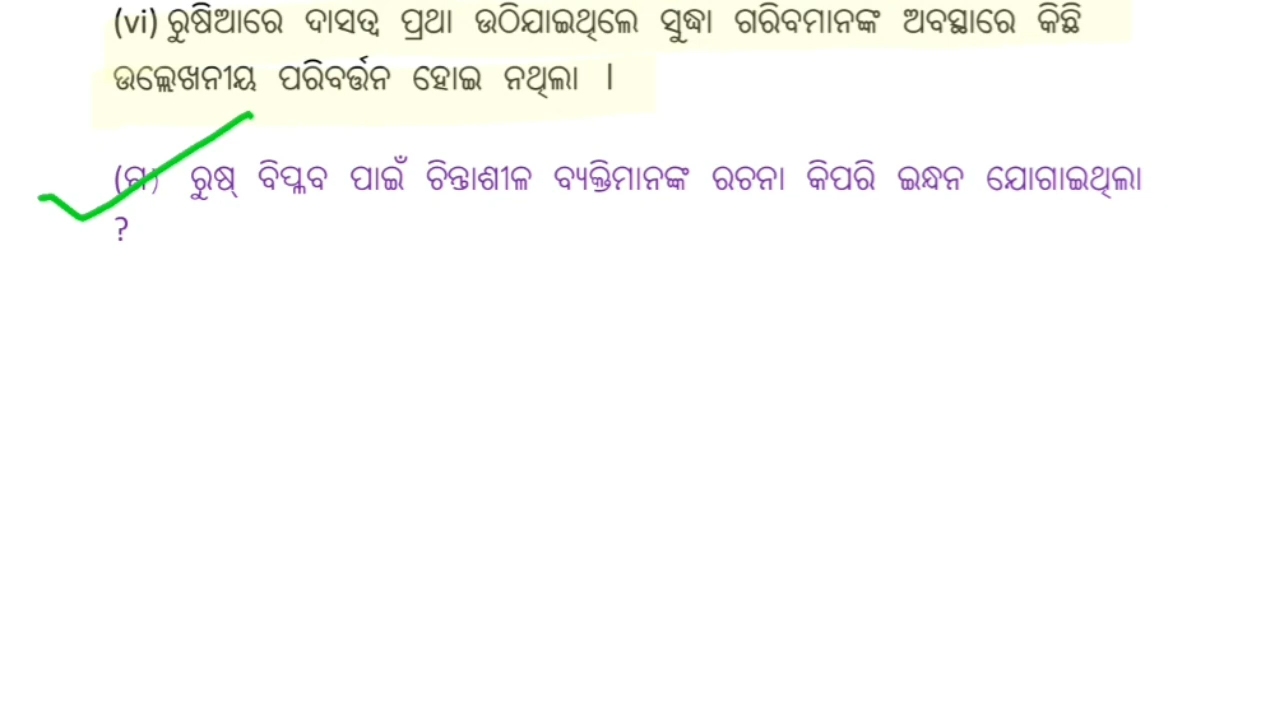 (vi) ରୁଷିଆରେ ଦାସତ୍ୱ ପ୍ରଥା ଉଠିଯାଇଥିଲେ ସୁଦ୍ଧା ଗରିବମାନଙ୍କ ଅବସ୍ଥାରେ କିଛି
ଉଲ୍ଲେଖନୀୟ ପରିବର୍ତ୍ତନ ହୋଇ ନଥିଲା ।
ରୁଷ୍ ବିପ୍ଳବ ପାଇଁ ଚିନ୍ତାଶୀଳ ବ୍ୟକ୍ତିମାନଙ୍କ ରଚନା କିପରି ଇନ୍ଧନ ଯୋଗାଇଥିଲା
?